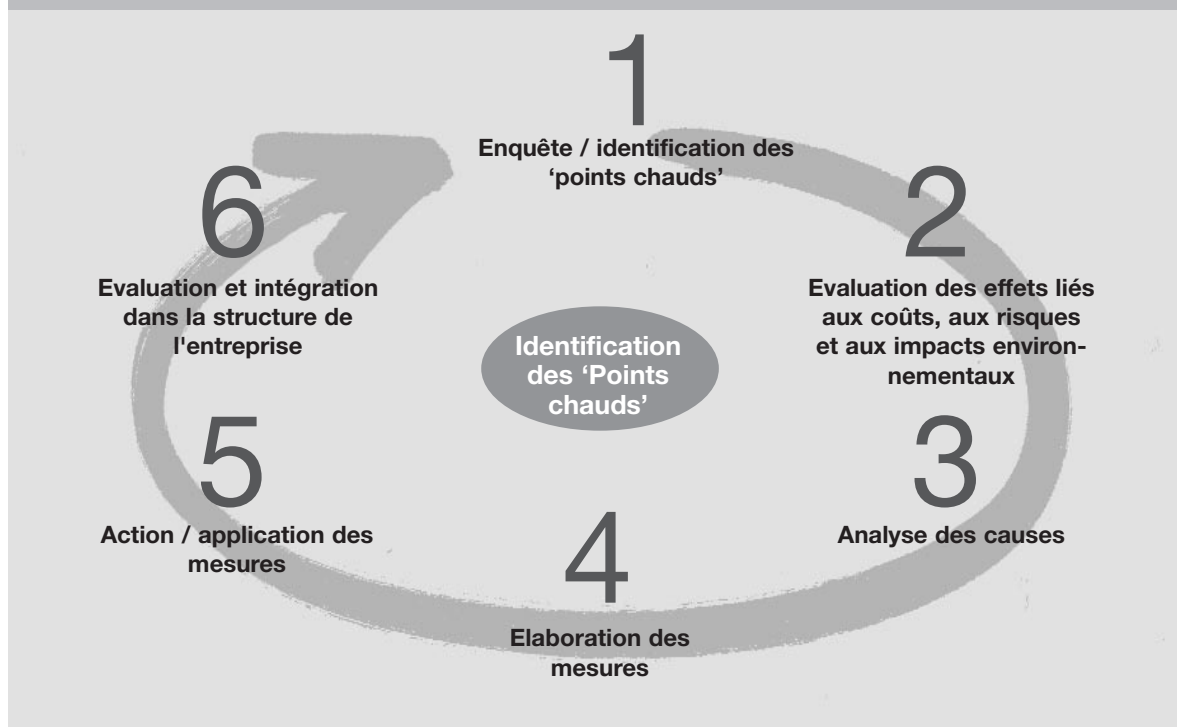 1
Enquête / identification des
‘points chauds’
2
Evaluation des effets liés
aux coûts, aux risques
et aux impacts environ-
nementaux
3
Analyse des causes
4
Elaboration des
mesures
5
Action / application des
mesures
6
Evaluation et intégration
dans la structure de
l'entreprise
Identification
des ‘Points
chauds’